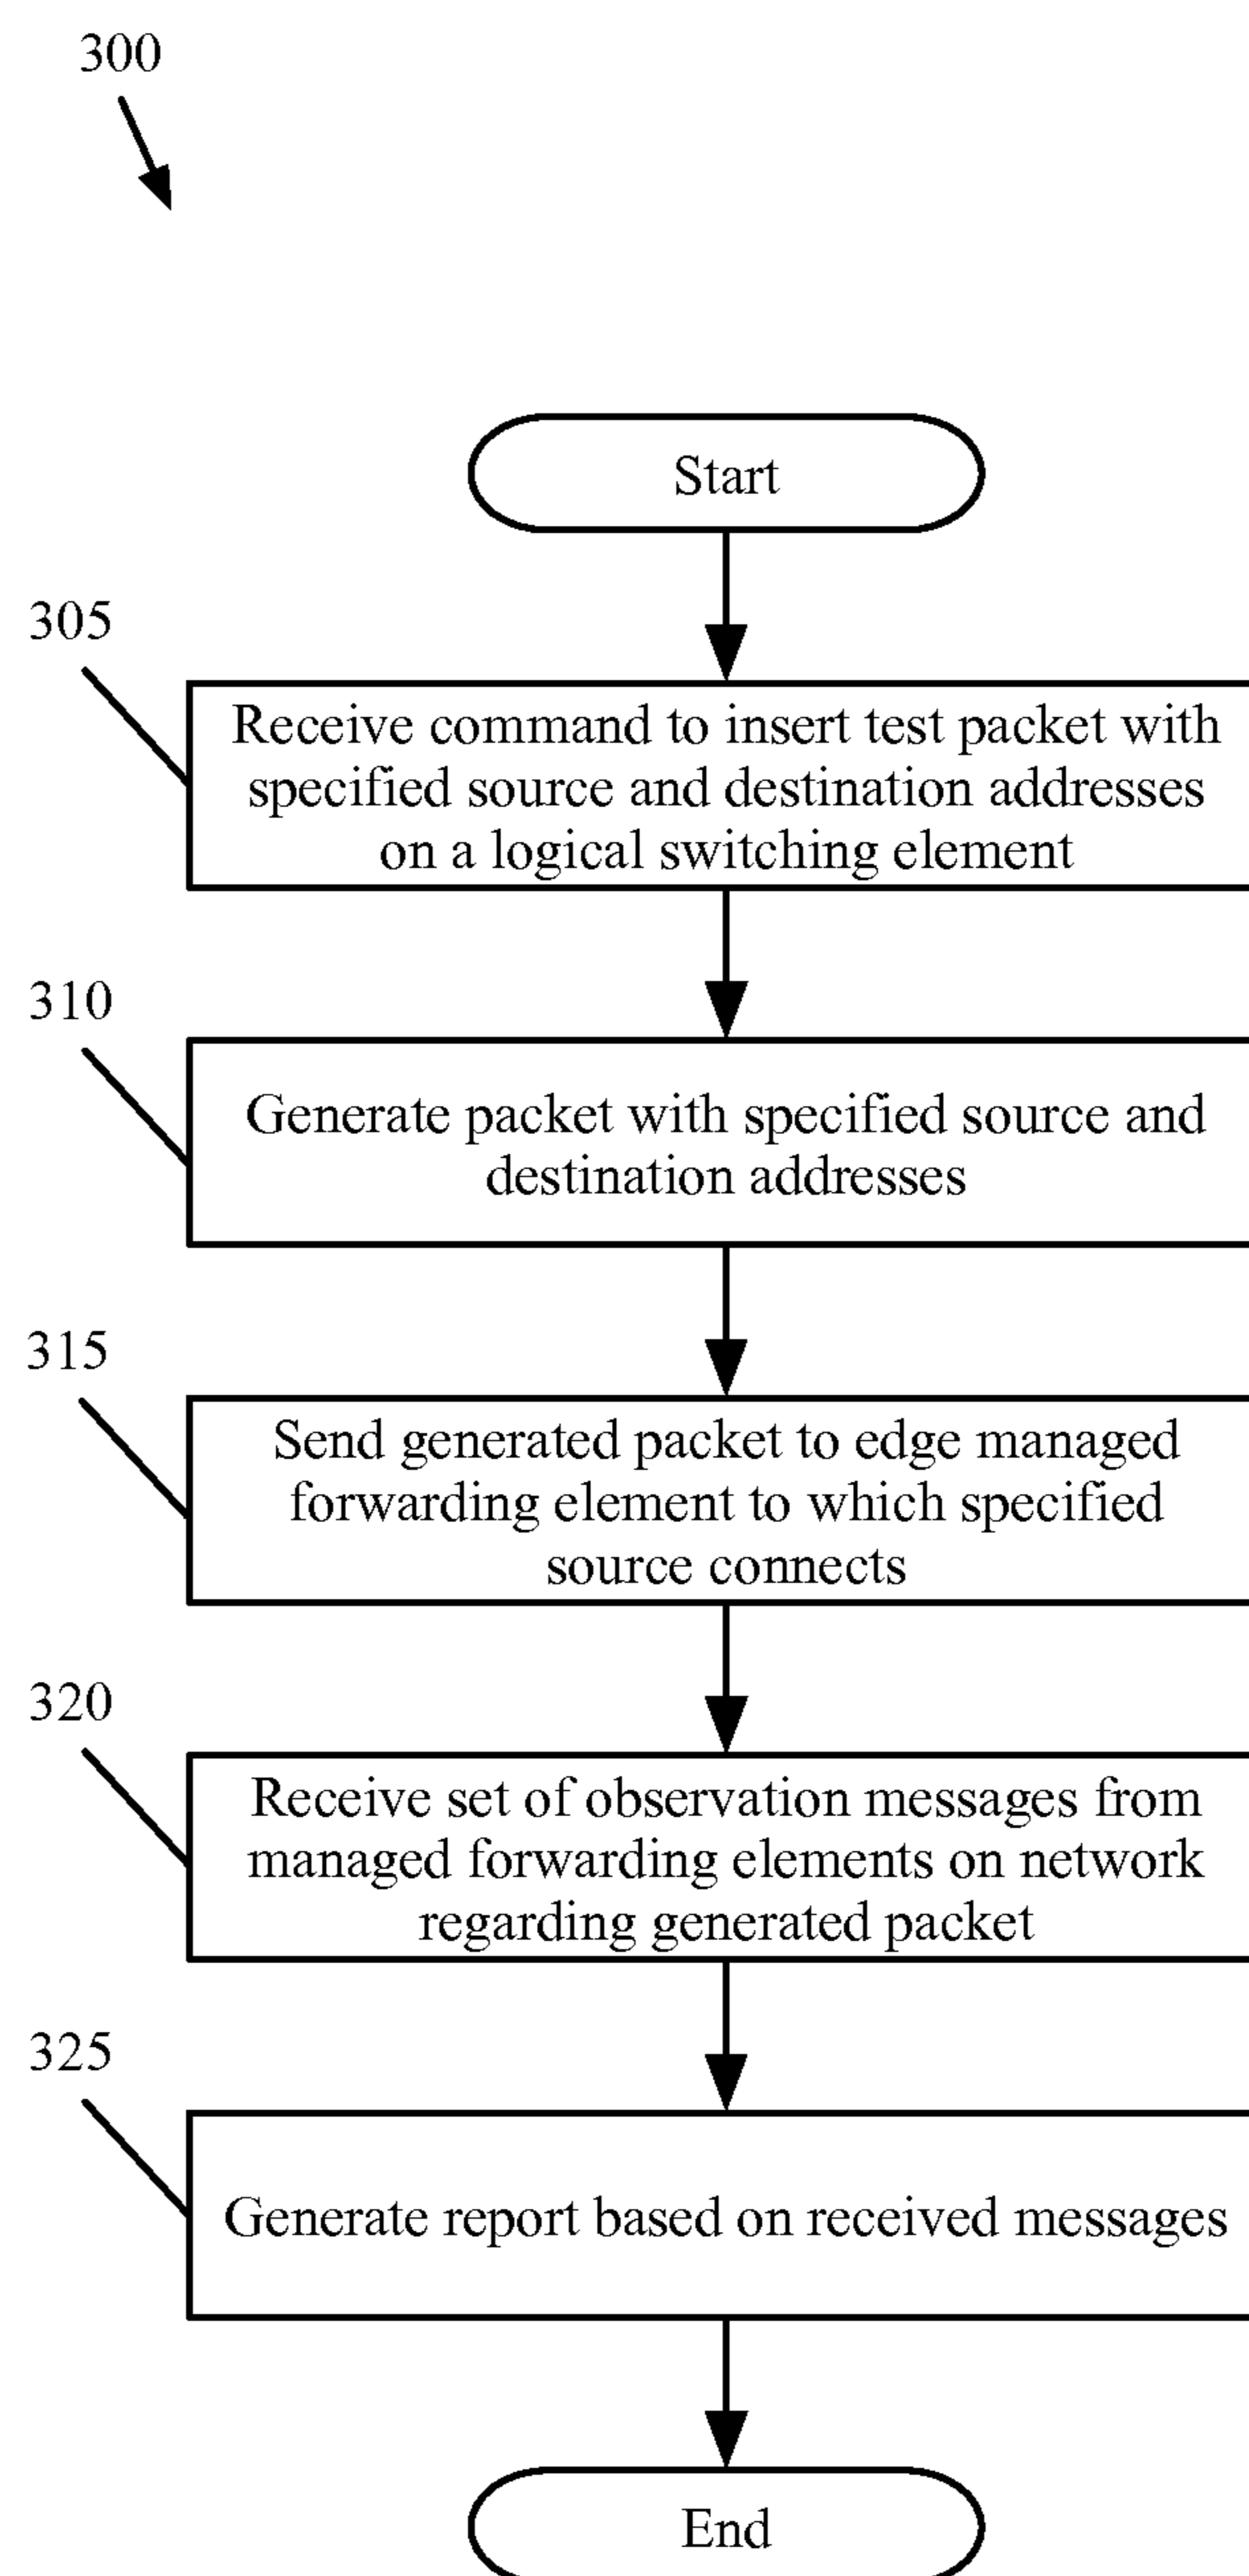 300
Start
305
Receive command to insert test packet with
specified source and destination addresses
on a logical switching element
310
Generate packet with specified source and
destination addresses
315
Send generated packet to edge managed
forwarding element to which specified
source connects
320
Receive set of observation messages from
managed forwarding elements on network
regarding generated packet
325
Generate report based on received messages
End